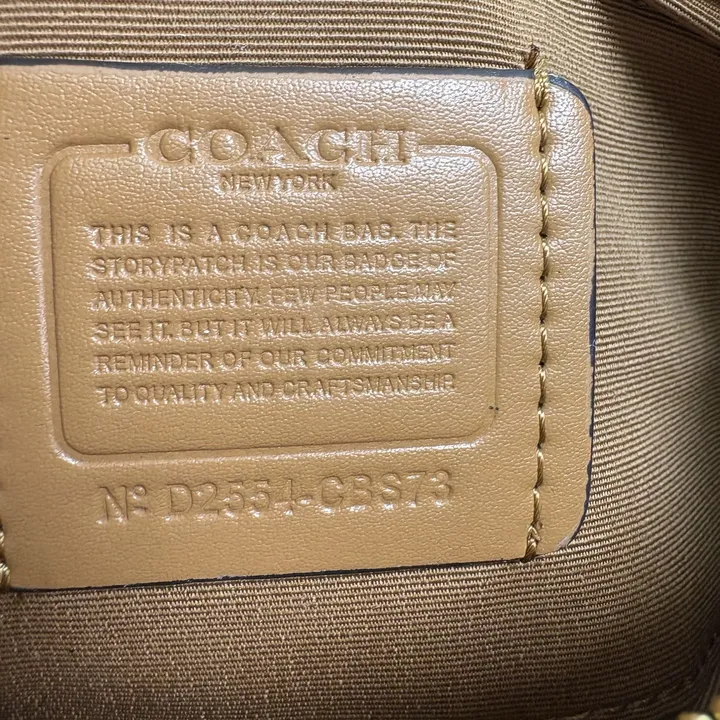 COACH
NEW YORK
THIS IS A COACH BAG. THE
STORYPATCH IS OUR BADGE OF
AUTHENTICITY. FEW PEOPLE MAY
SEE IT. BUT IT WILL ALWAYS BE A
REMINDER OF OUR COMMITMENT
TO QUALITY AND CRAFTSMANSHIP.
Nº D2554-CBS73